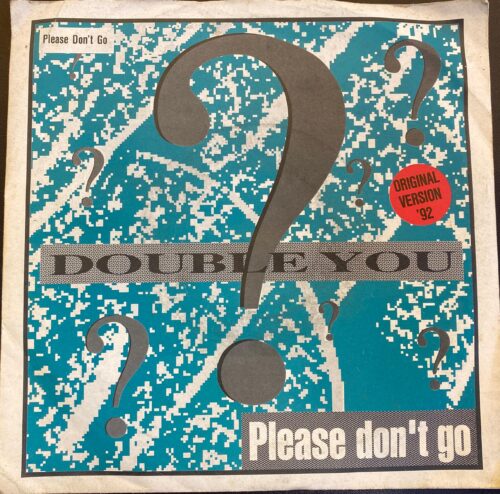 Please Don't Go
ORIGINAL
VERSION
'92
DOUBLE YOU
Please don't go